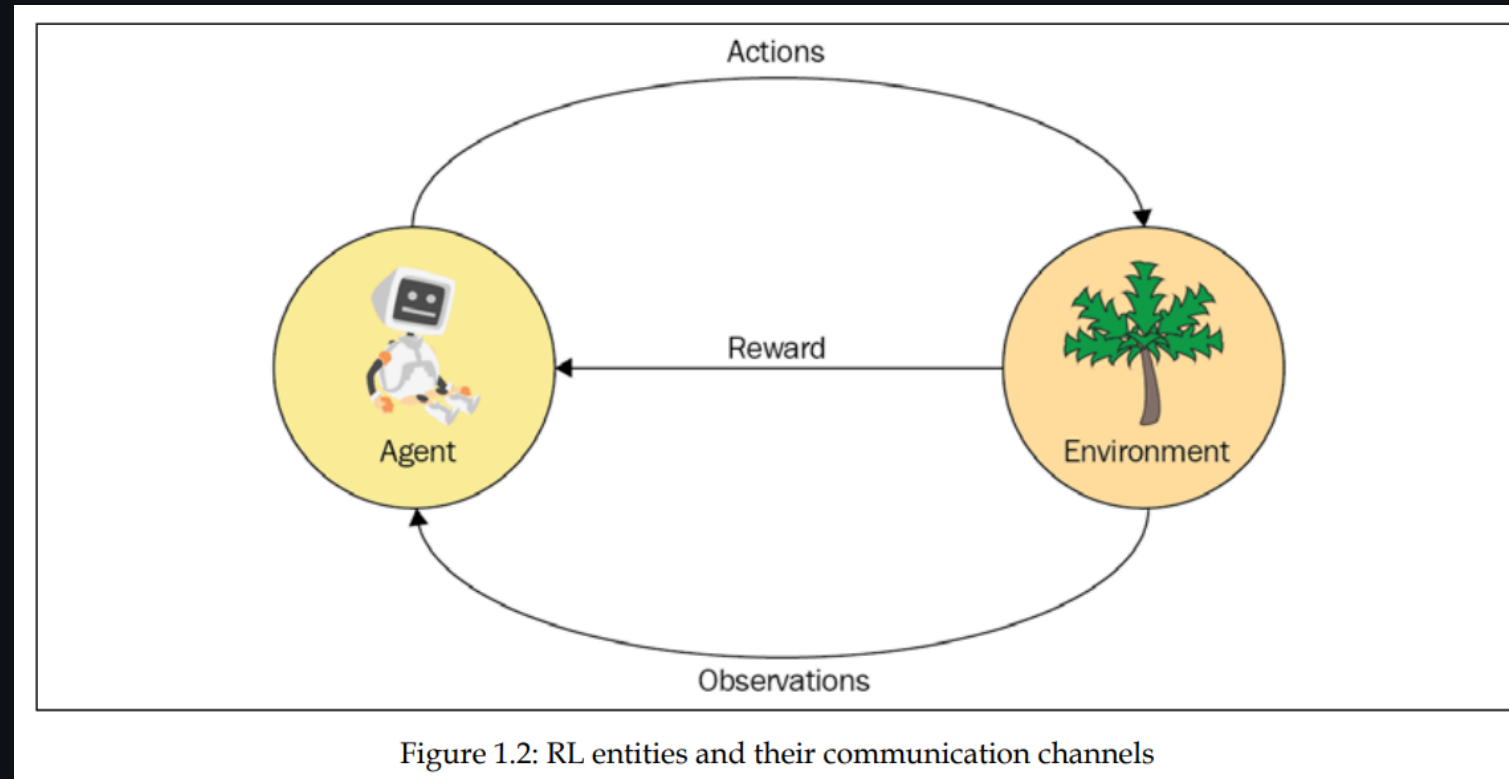 Actions
Reward
Agent
Environment
Observations
Figure 1.2: RL entities and their communication channels